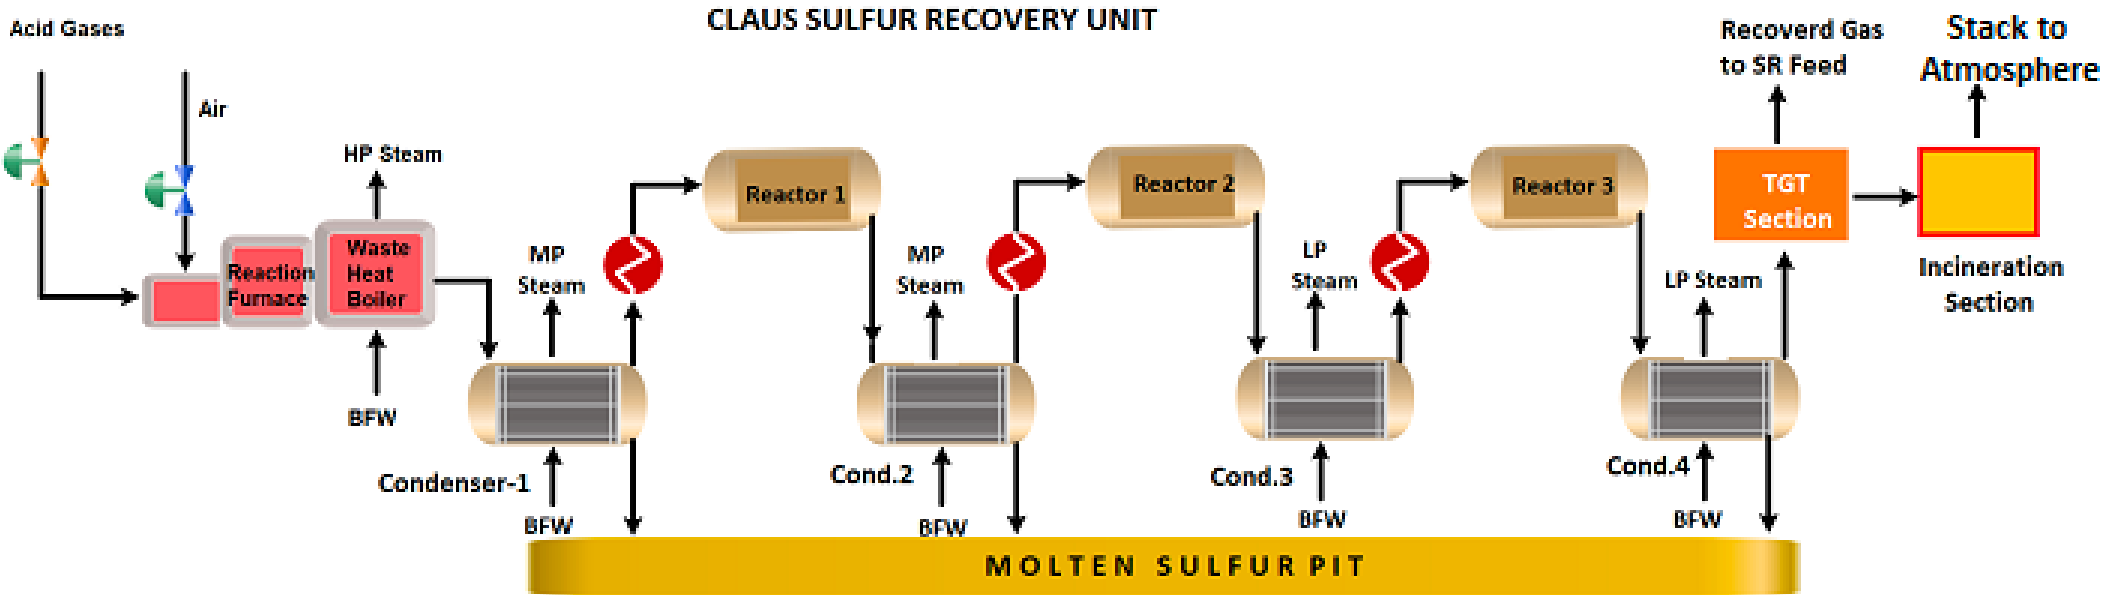 CLAUS SULFUR RECOVERY UNIT
Acid Gases
Air
HP Steam
Reaction
Furnace
Waste
Heat
Boiler
BFW
MP
Steam
Condenser-1
BFW
Reactor 1
MP
Steam
Cond.2
BFW
Reactor 2
LP
Steam
Cond.3
BFW
Reactor 3
LP Steam
Cond.4
BFW
Recoverd Gas
to SR Feed
TGT
Section
Stack to
Atmosphere
Incineration
Section
MOLTEN SULFUR PIT